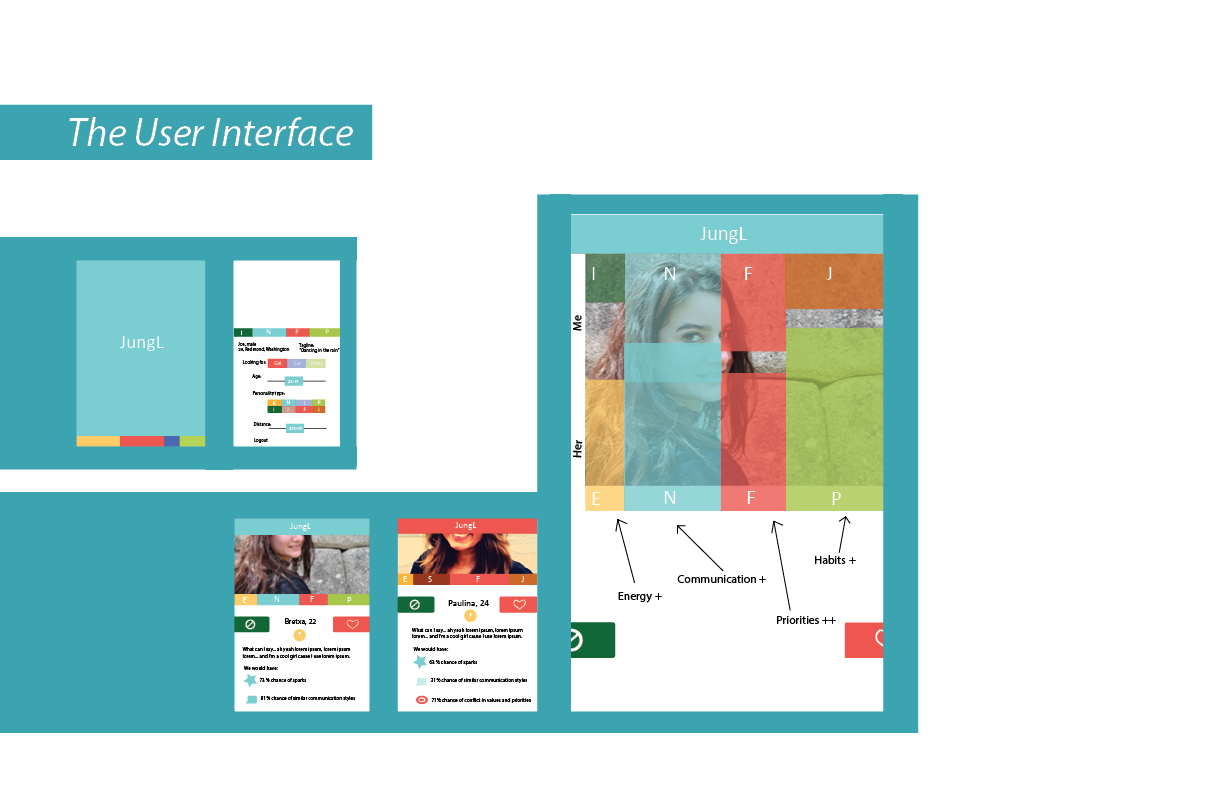 The User Interface
JungL
I N F P
Joe, male
Redmond, Washington
Tagline:
"Dancing in the rain"
Looking for:
Girl
Age:
Personality type:
E N I F
I S F J
Distance:
Logout
JungL
E N F P
Bratxa, 22
What can I say... ah yeah lorem ipsum, lorem ipsum
lorem... and I'm a cool girl cause I use lorem ipsum.
We would have:
73% chance of sparks
81% chance of similar communication styles
JungL
E S F J
Paulina, 24
What can I say... ah yeah lorem ipsum, lorem ipsum
lorem... and I'm a cool girl cause I use lorem ipsum.
We would have:
63% chance of sparks
31% chance of similar communication styles
71% chance of conflict in values and priorities
JungL
I N F J
Me
Her
E N F P
Energy +
Communication +
Priorities ++
Habits +